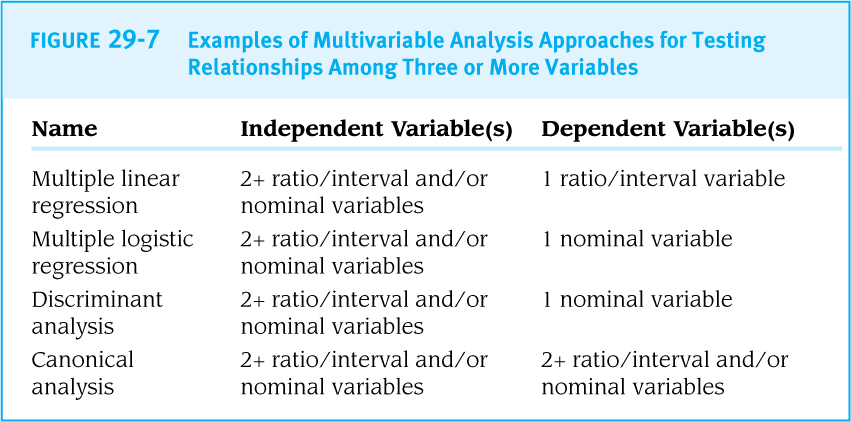 FIGURE 29-7 Examples of Multivariable Analysis Approaches for Testing
Relationships Among Three or More Variables
Name Independent Variable(s) Dependent Variable(s)
Multiple linear 2+ ratio/interval and/or 1 ratio/interval variable
regression nominal variables
Multiple logistic 2+ ratio/interval and/or 1 nominal variable
regression nominal variables
Discriminant 2+ ratio/interval and/or 1 nominal variable
analysis nominal variables
Canonical 2+ ratio/interval and/or 2+ ratio/interval and/or
analysis nominal variables nominal variables